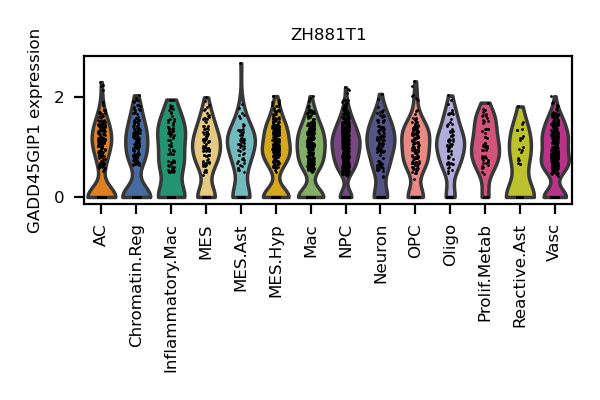 ZH881T1
GADD45GIP1 expression
2
0
AC
Chromatin.Reg
Inflammatory.Mac
MES
MES.Ast
MES.Hyp
Mac
NPC
Neuron
OPC
Oligo
Prolif.Metab
Reactive.Ast
Vasc